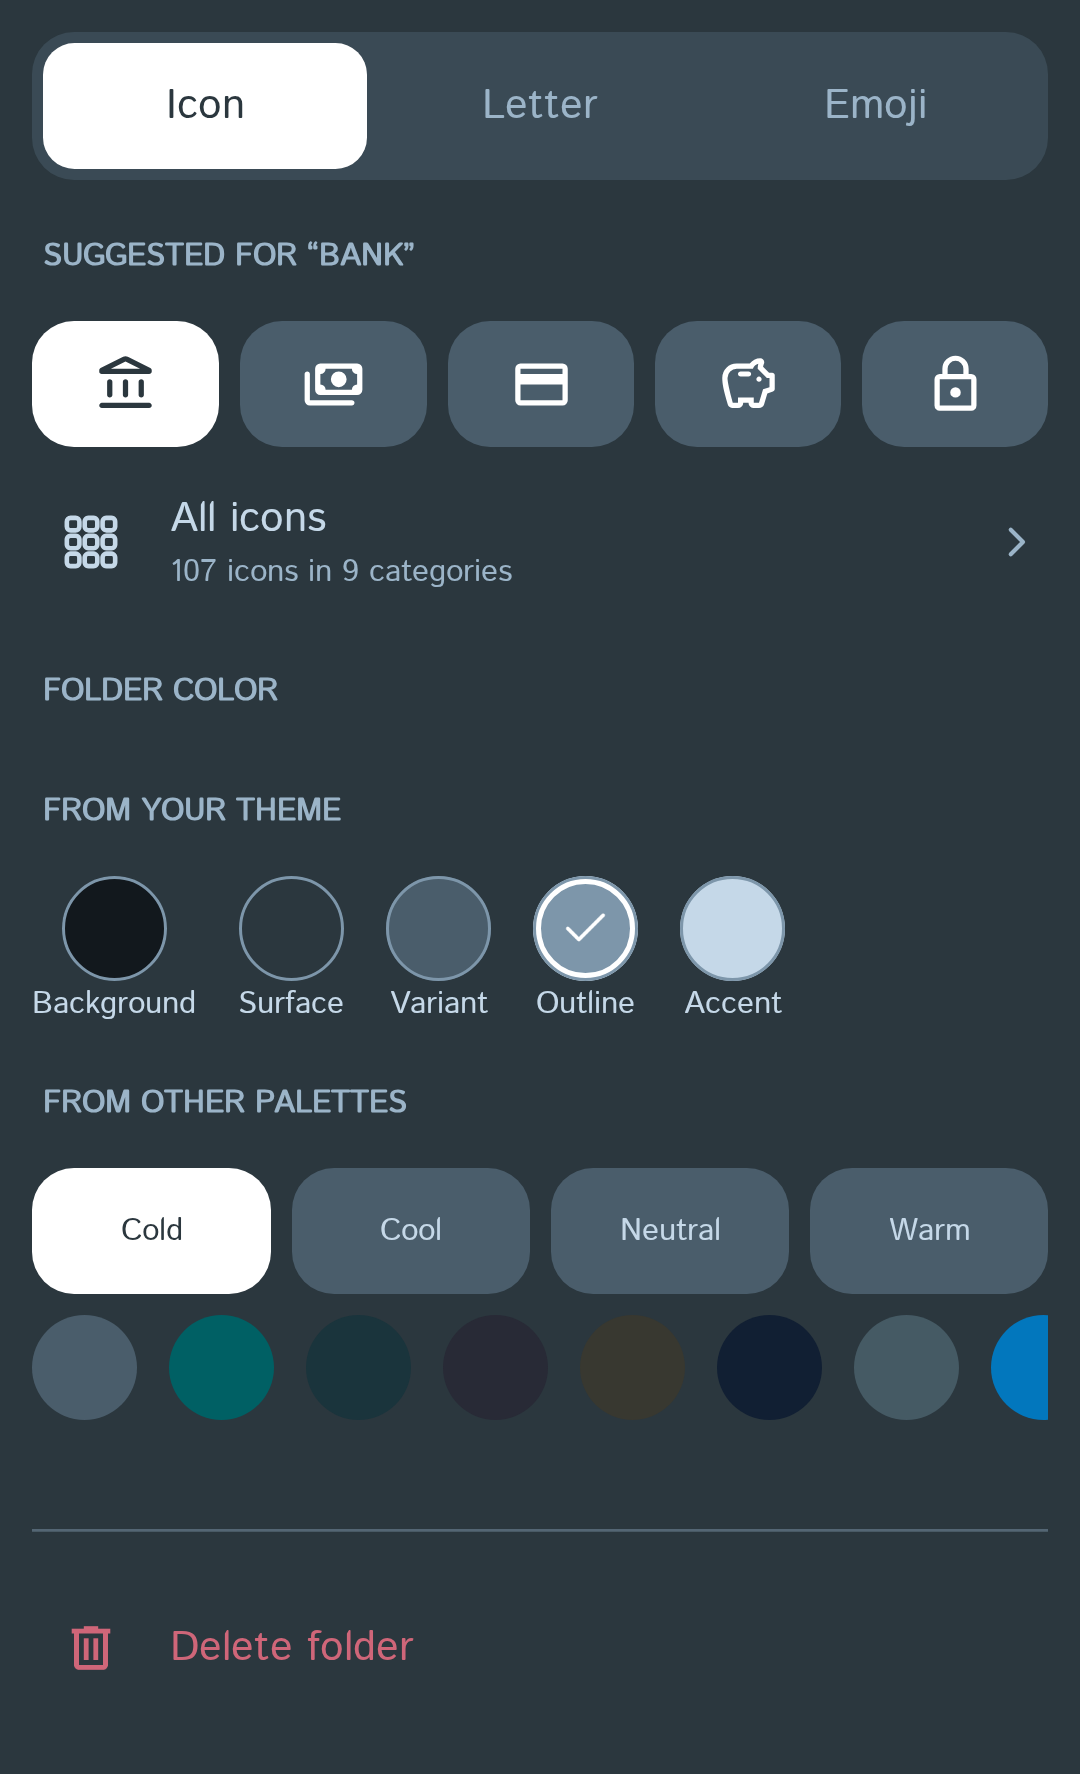 Icon
Letter
Emoji
SUGGESTED FOR “BANK”
All icons
107 icons in 9 categories
FOLDER COLOR
FROM YOUR THEME
Background
Surface
Variant
Outline
Accent
FROM OTHER PALETTES
Cold
Cool
Neutral
Warm
Delete folder